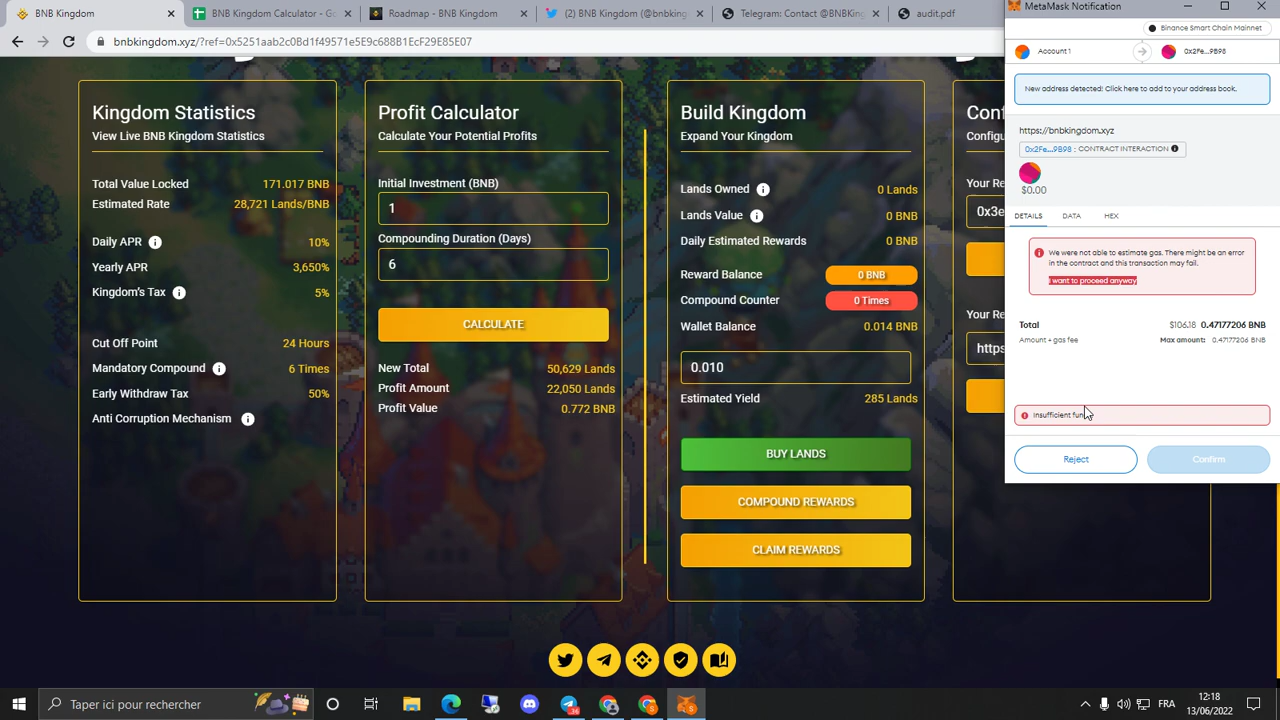 BNB Kingdom
BNB Kingdom Calculator - Goo
Roadmap - BNB Kingdom
(2) BNB Kingdom (@bnbking
Telegram: Contact @BNBKing
audit.pdf
bnbkingdom.xyz/?ref=0x5251aab2c0Bd1f49571e5E9c688B1EcF29E85E07
Kingdom Statistics
View Live BNB Kingdom Statistics
Total Value Locked 171.017 BNB
Estimated Rate 28,721 Lands/BNB
Daily APR 10%
Yearly APR 3,650%
Kingdom's Tax 5%
Cut Off Point 24 Hours
Mandatory Compound 6 Times
Early Withdraw Tax 50%
Anti Corruption Mechanism
Profit Calculator
Calculate Your Potential Profits
Initial Investment (BNB)
1
Compounding Duration (Days)
6
CALCULATE
New Total 50,629 Lands
Profit Amount 22,050 Lands
Profit Value 0.772 BNB
Build Kingdom
Expand Your Kingdom
Lands Owned 0 Lands
Lands Value 0 BNB
Daily Estimated Rewards 0 BNB
Reward Balance 0 BNB
Compound Counter 0 Times
Wallet Balance 0.014 BNB
0.010
Estimated Yield 285 Lands
BUY LANDS
COMPOUND REWARDS
CLAIM REWARDS
Configu
Your Re
0x3e
Your Re
https
MetaMask Notification
Binance Smart Chain Mainnet
Account 1
0x2Fe...9B98
New address detected! Click here to add to your address book.
https://bnbkingdom.xyz
0x2Fe...9B98 : CONTRACT INTERACTION
$0.00
DETAILS DATA HEX
We were not able to estimate gas. There might be an error
in the contract and this transaction may fail.
I want to proceed anyway
Total $106.18 0.47177206 BNB
Amount + gas fee Max amount: 0.47177206 BNB
Insufficient fun
Reject
Confirm
Taper ici pour rechercher
FRA
12:18
13/06/2022